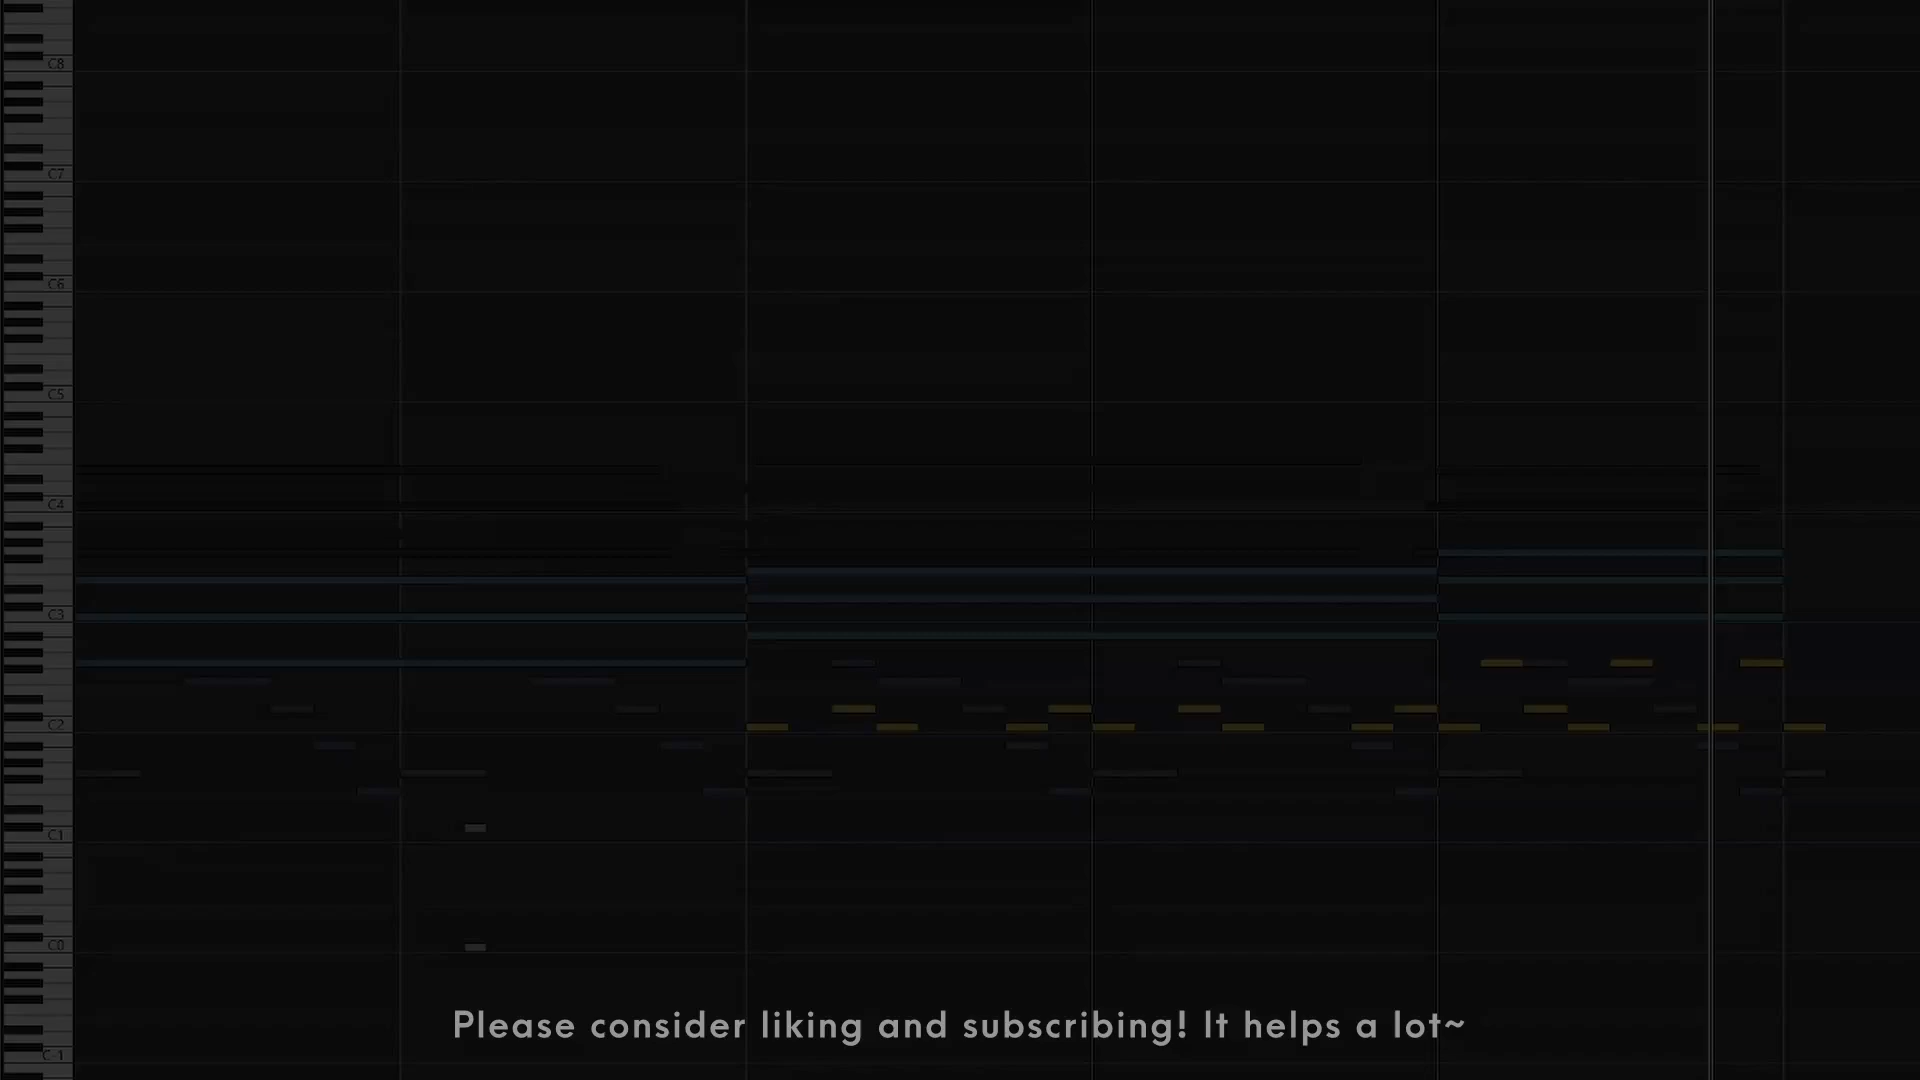 C8
C7
C6
C5
C4
C3
C2
C1
C0
C-1
Please consider liking and subscribing! It helps a lot~